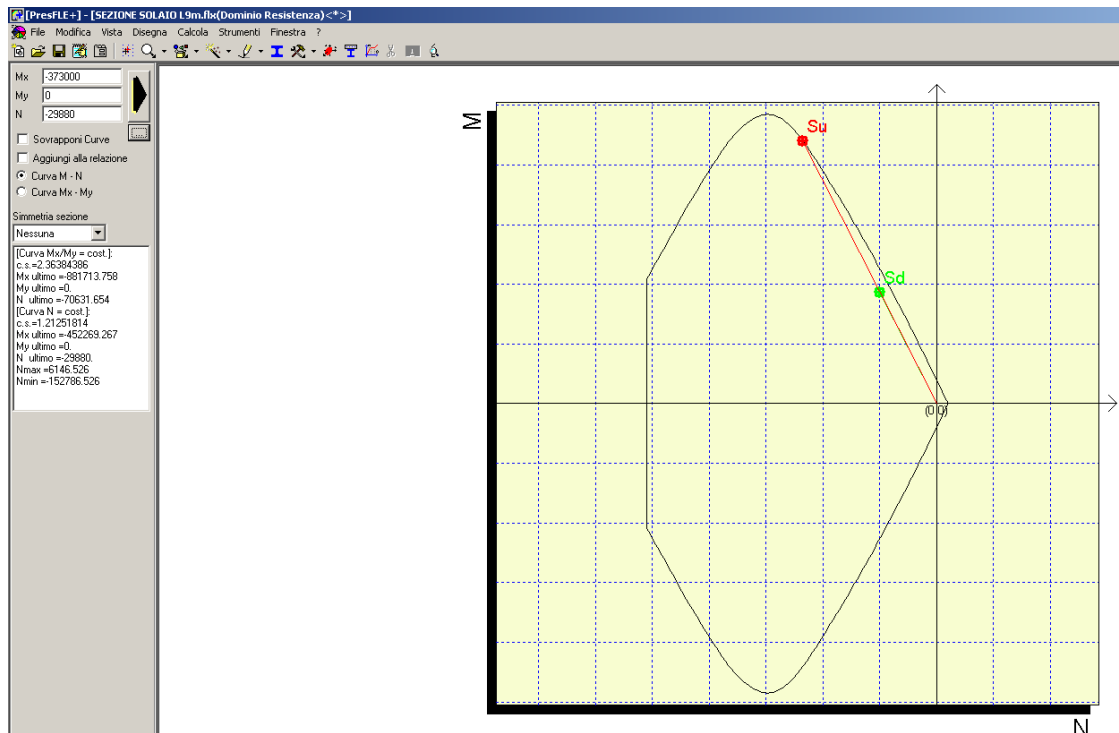 [PresFLE+] - [SEZIONE SOLAIO L9m.flx(Dominio Resistenza)<*>]
File Modifica Vista Disegna Calcola Strumenti Finestra ?
Mx -373000
My 0
N -29880
...
Sovrapponi Curve
Aggiungi alla relazione
Curva M - N
Curva Mx - My
Simmetria sezione
Nessuna
[Curva Mx/My = cost.]:
c.s.=2.36384386
Mx ultimo =-881713.758
My ultimo =0.
N ultimo =-70631.654
[Curva N = cost.]:
c.s.=1.21251814
Mx ultimo =-452269.267
My ultimo =0.
N ultimo =-29880.
Nmax =6146.526
Nmin =-152786.526
M
Su
Sd
(0.0)
N